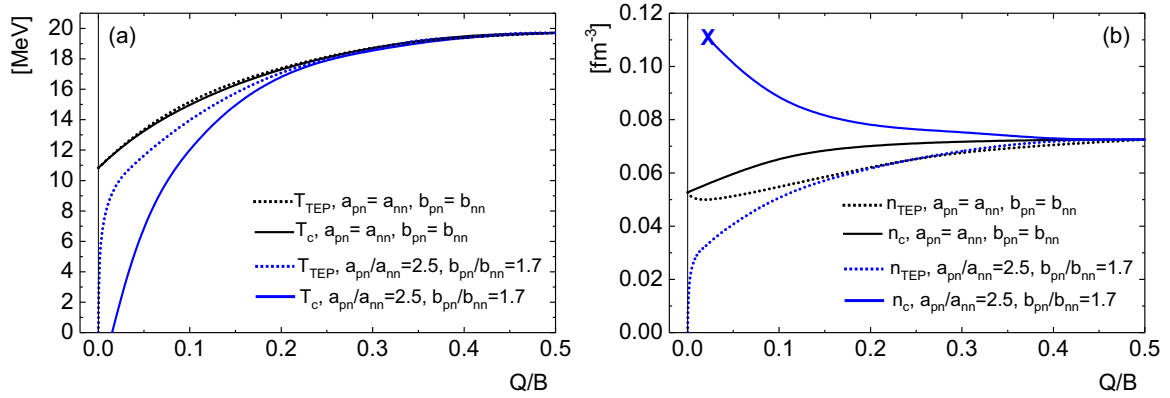 [MeV]
(a)
20
18
16
14
12
10
8
6
4
2
0
T_TEP, a_pn= a_nn, b_pn= b_nn
T_c, a_pn= a_nn, b_pn= b_nn
T_TEP, a_pn/a_nn=2.5, b_pn/b_nn=1.7
T_c, a_pn/a_nn=2.5, b_pn/b_nn=1.7
0.0 0.1 0.2 0.3 0.4 0.5
Q/B
[fm⁻³]
(b)
0.12
0.10
0.08
0.06
0.04
0.02
0.00
X
n_TEP, a_pn= a_nn, b_pn= b_nn
n_c, a_pn= a_nn, b_pn= b_nn
n_TEP, a_pn/a_nn=2.5, b_pn/b_nn=1.7
n_c, a_pn/a_nn=2.5, b_pn/b_nn=1.7
0.0 0.1 0.2 0.3 0.4 0.5
Q/B